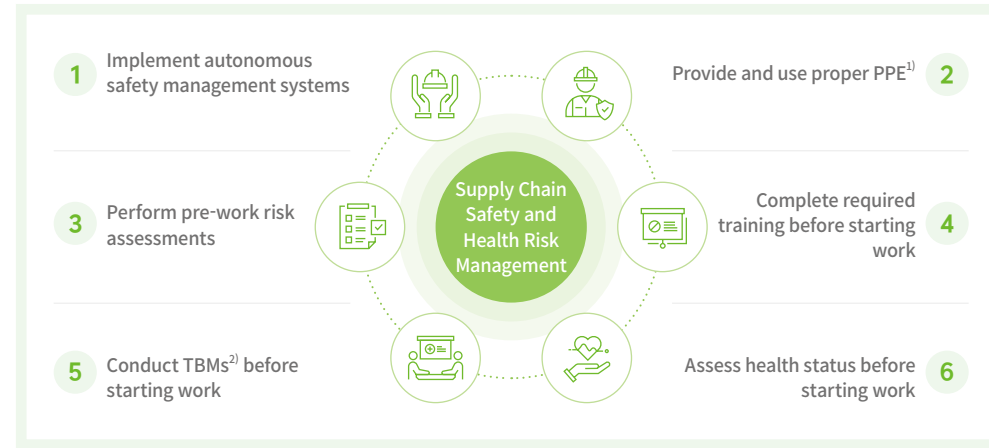 1
Implement autonomous
safety management systems
Provide and use proper PPE¹⁾
2
3
Perform pre-work risk
assessments
Supply Chain
Safety and
Health Risk
Management
Complete required
training before starting
work
4
5
Conduct TBMs²⁾ before
starting work
Assess health status before
starting work
6